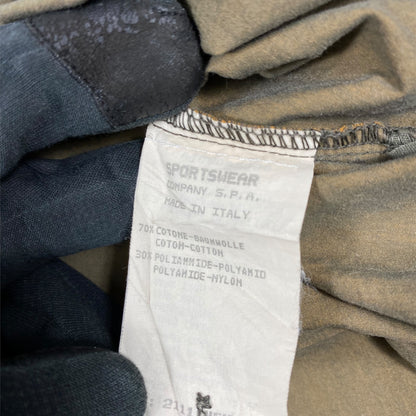 SPORTSWEAR
COMPANY S.P.A.
MADE IN ITALY
70% COTONE-BAUMWOLLE
COTON-COTTON
30% POLIAMMIDE-POLYAMID
POLYAMIDE-NYLON